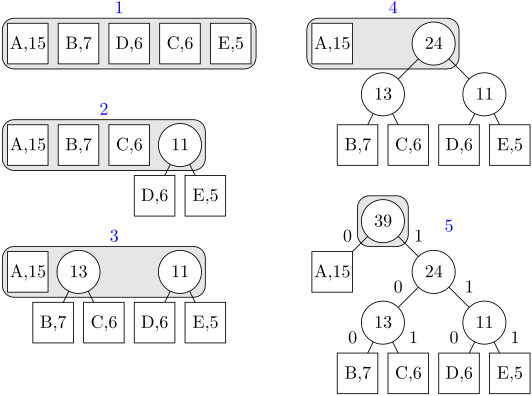 1
A,15 B,7 D,6 C,6 E,5
2
A,15 B,7 C,6 11
D,6 E,5
3
A,15 13 11
B,7 C,6 D,6 E,5
4
A,15 24
13 11
B,7 C,6 D,6 E,5
5
39
0 1
A,15 24
0 1
13 11
0 1 0 1
B,7 C,6 D,6 E,5